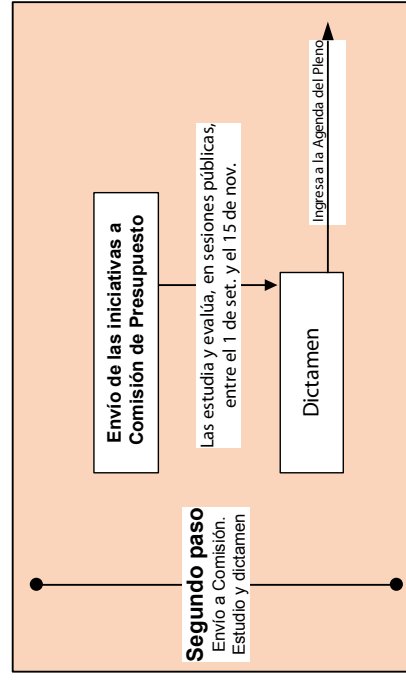 Segundo paso
Envío a Comisión.
Estudio y dictamen
Envío de las iniciativas a
Comisión de Presupuesto
Las estudia y evalúa, en sesiones públicas,
entre el 1 de set. y el 15 de nov.
Dictamen
Ingresa a la Agenda del Pleno